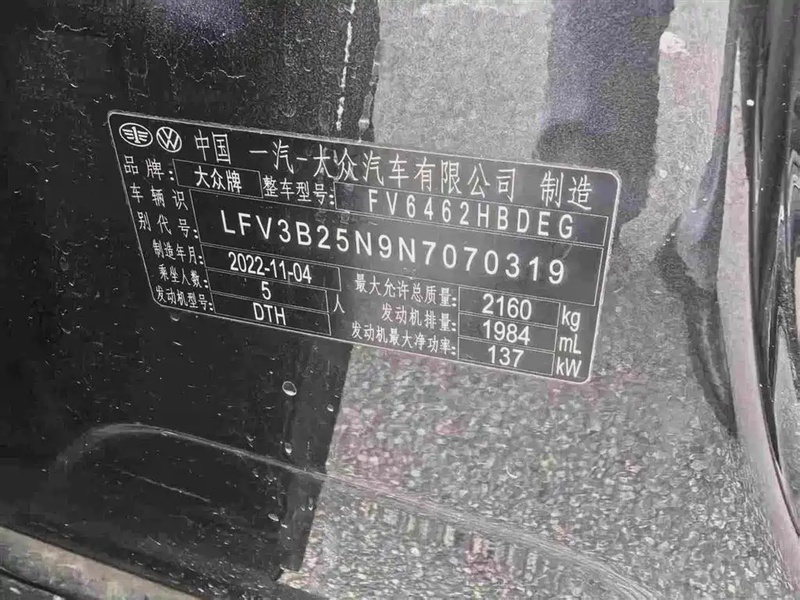 中国 一汽-大众汽车有限公司 制造
品牌: 大众牌 整车型号: FV6462HBDEG
车辆识别代号: LFV3B25N9N7070319
制造年月: 2022-11-04 最大允许总质量: 2160 kg
乘坐人数: 5 人 发动机排量: 1984 mL
发动机型号: DTH 发动机最大净功率: 137 kW